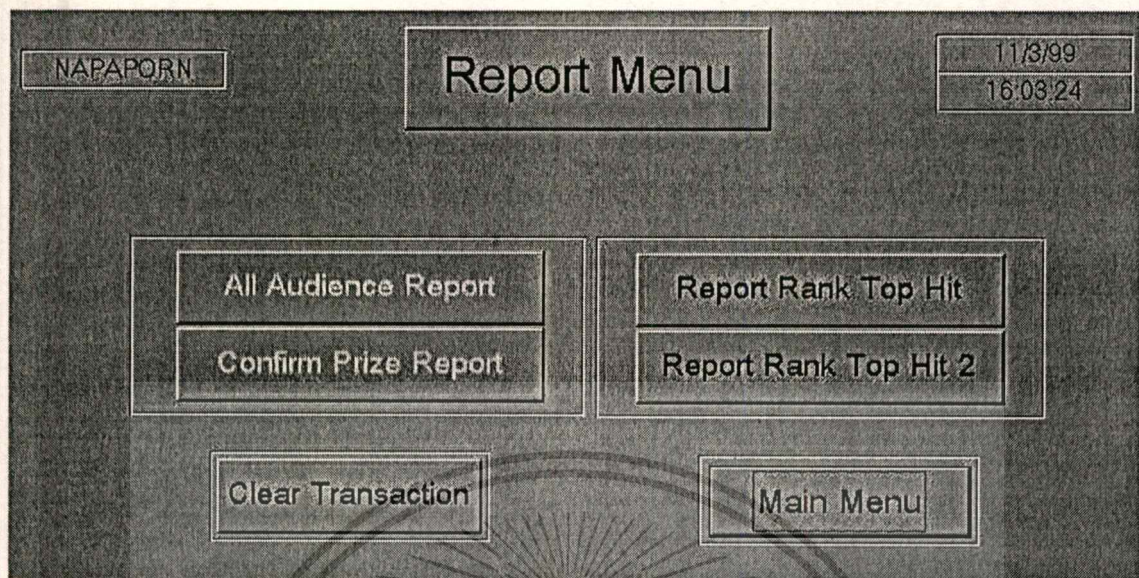 NAPAPORN
Report Menu
11/3/99
16:03:24
All Audience Report
Confirm Prize Report
Report Rank Top Hit
Report Rank Top Hit 2
Clear Transaction
Main Menu